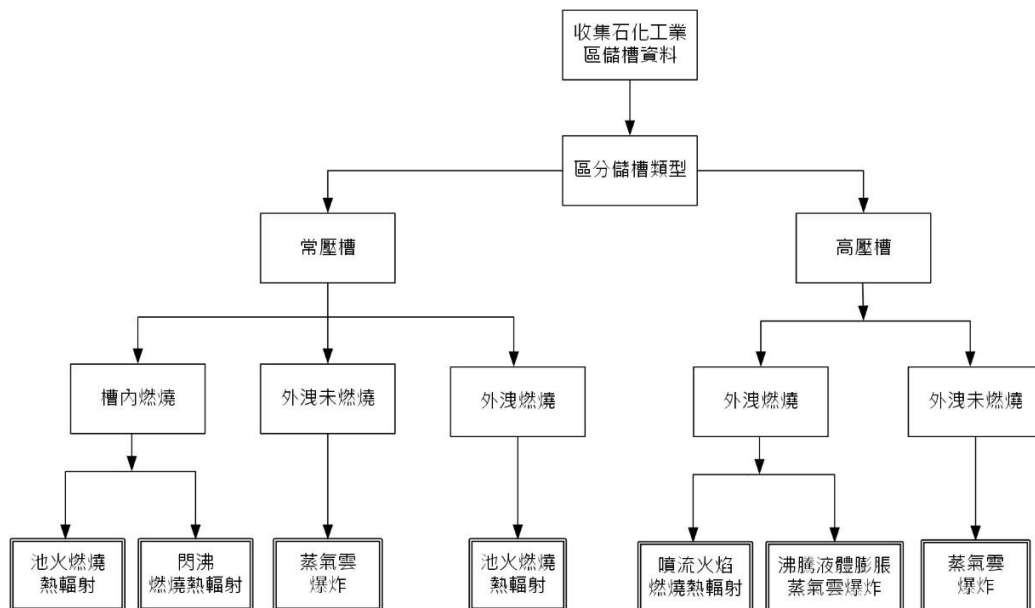 收集石化工業
區儲槽資料
區分儲槽類型
常壓槽
高壓槽
槽內燃燒
外洩未燃燒
外洩燃燒
外洩燃燒
外洩未燃燒
池火燃燒
熱輻射
閃沸
燃燒熱輻射
蒸氣雲
爆炸
池火燃燒
熱輻射
噴流火焰
燃燒熱輻射
沸騰液體膨脹
蒸氣雲爆炸
蒸氣雲
爆炸